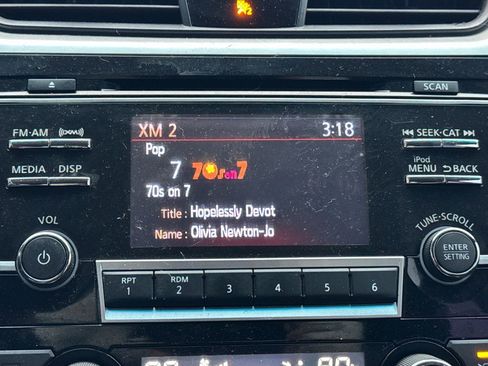 SCAN
XM 2 3:18
FM·AM
SEEK·CAT
Pop
7 70s on 7
iPod
MEDIA DISP
MENU BACK
70s on 7
Title : Hopelessly Devot
VOL
TUNE·SCROLL
Name : Olivia Newton-Jo
ENTER
SETTING
RPT RDM
1 2 3 4 5 6